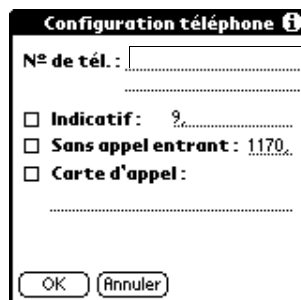 Configuration téléphone i
Nº de tél. :
Indicatif : 9,
Sans appel entrant : 1170,
Carte d'appel :
OK Annuler